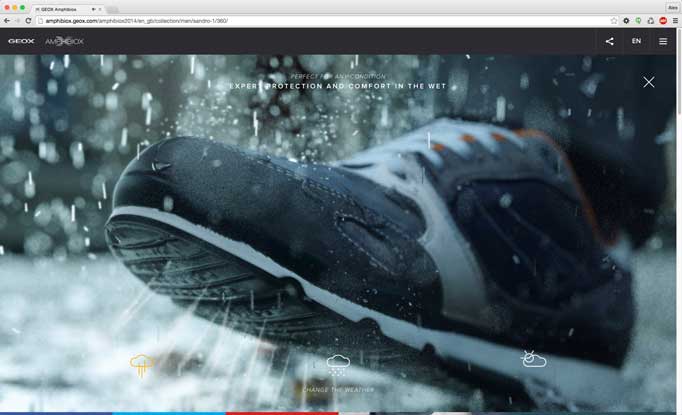 GEOX Amphibiox
Alex
amphibiox.geox.com/amphibiox2014/en_gb/collection/men/sandro-1/360/
GEOX AMPHIBIOX EN
PERFECT FOR ANY CONDITION
EXPERT PROTECTION AND COMFORT IN THE WET
CHANGE THE WEATHER